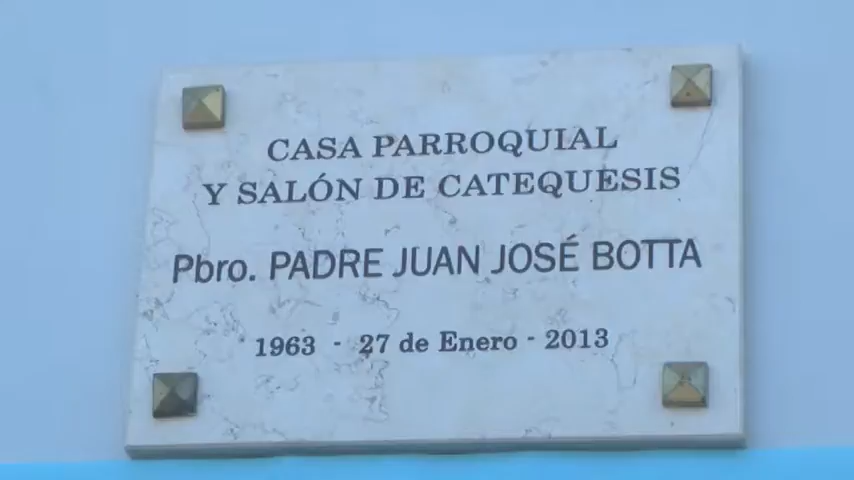 CASA PARROQUIAL
Y SALÓN DE CATEQUESIS
Pbro. PADRE JUAN JOSÉ BOTTA
1963 - 27 de Enero - 2013